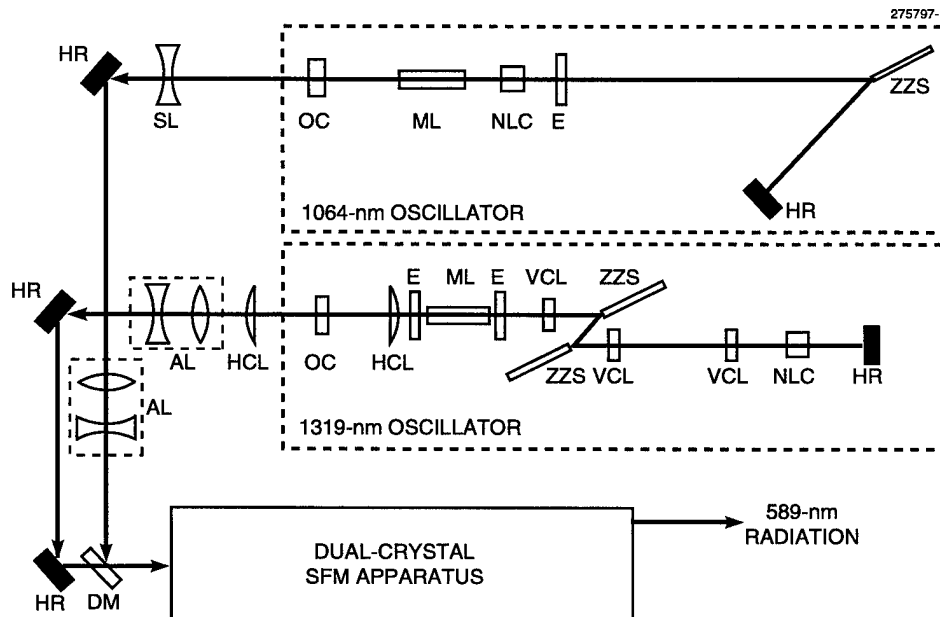 275797-
HR
SL
OC
ML
NLC
E
ZZS
HR
1064-nm OSCILLATOR
HR
E
ML
E
VCL
ZZS
AL
HCL
OC
HCL
ZZS
VCL
VCL
NLC
HR
AL
1319-nm OSCILLATOR
589-nm
RADIATION
DUAL-CRYSTAL
SFM APPARATUS
HR
DM